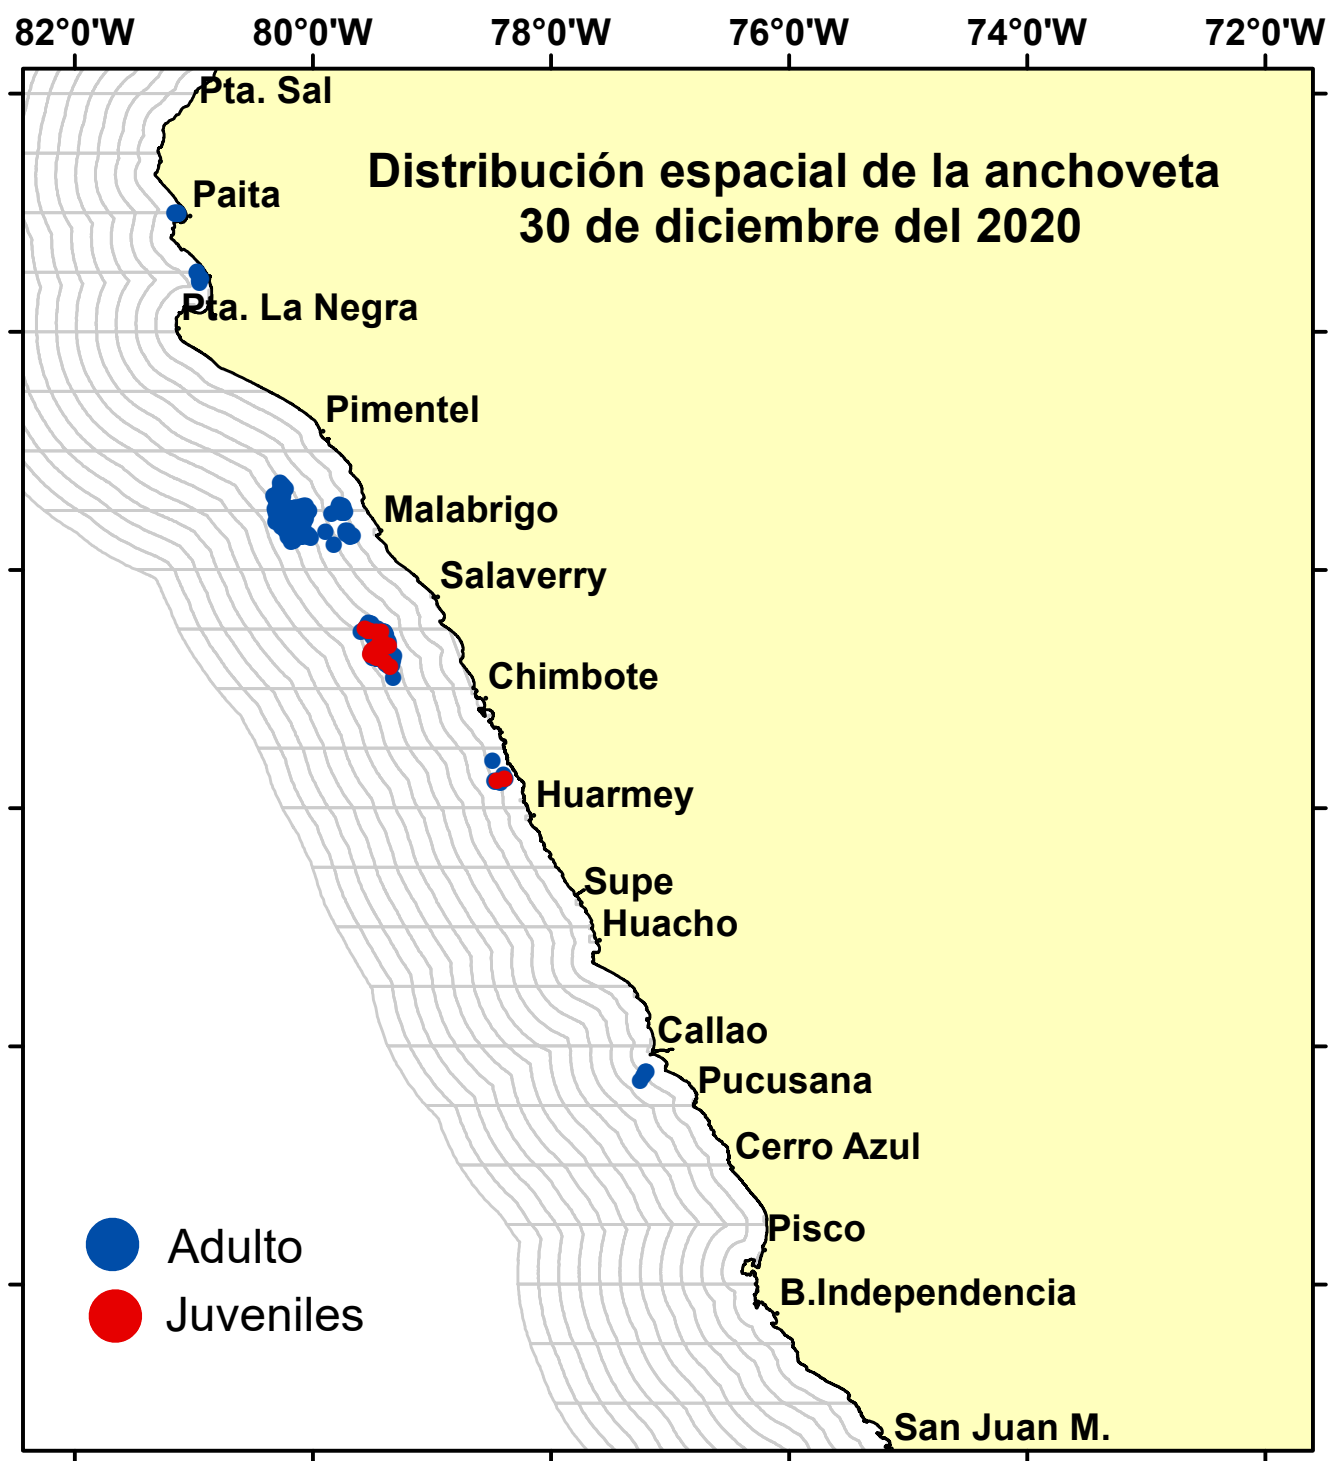 82°0'W 80°0'W 78°0'W 76°0'W 74°0'W 72°0'W
Pta. Sal
Distribución espacial de la anchoveta
30 de diciembre del 2020
Paita
Pta. La Negra
Pimentel
Malabrigo
Salaverry
Chimbote
Huarmey
Supe
Huacho
Callao
Pucusana
Cerro Azul
Pisco
B.Independencia
San Juan M.
Adulto
Juveniles